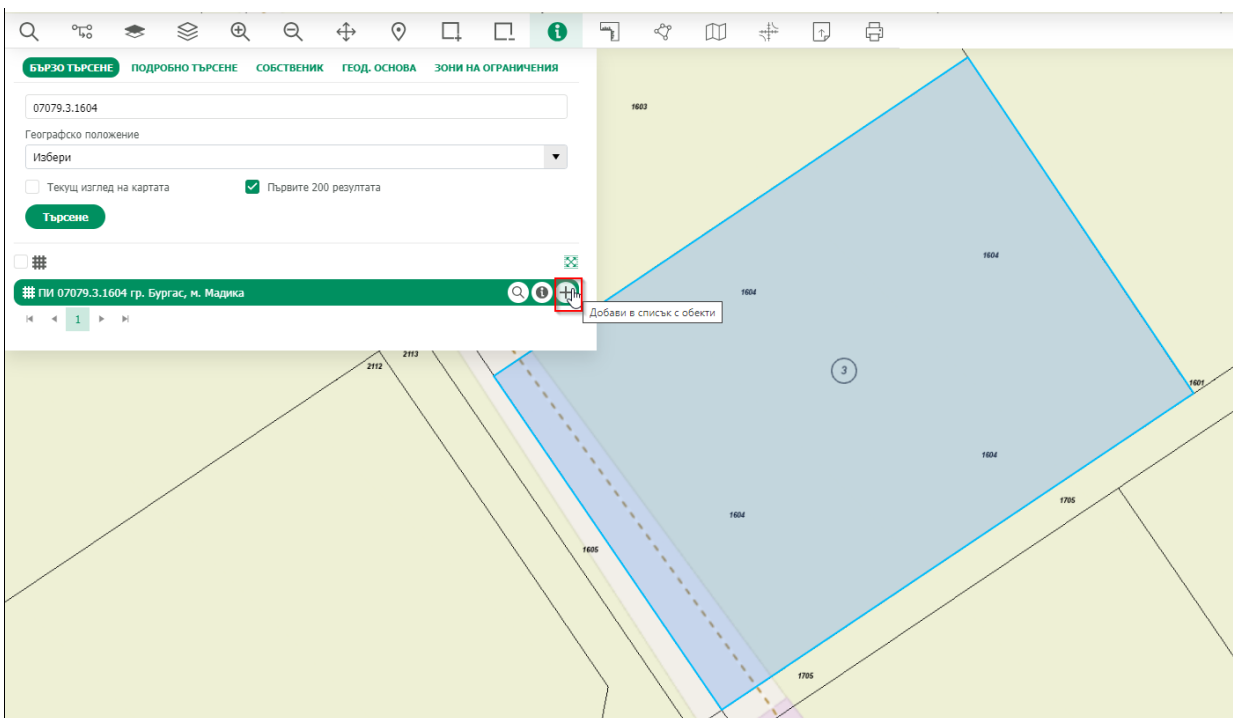 БЪРЗО ТЪРСЕНЕ ПОДРОБНО ТЪРСЕНЕ СОБСТВЕНИК ГЕОД. ОСНОВА ЗОНИ НА ОГРАНИЧЕНИЯ
07079.3.1604
Географско положение
Избери
Текущ изглед на картата Първите 200 резултата
Търсене
ПИ 07079.3.1604 гр. Бургас, м. Мадика
Добави в списък с обекти
1
1603
1604
1604
3
2113
2112
1601
1604
1705
1604
1605
1705